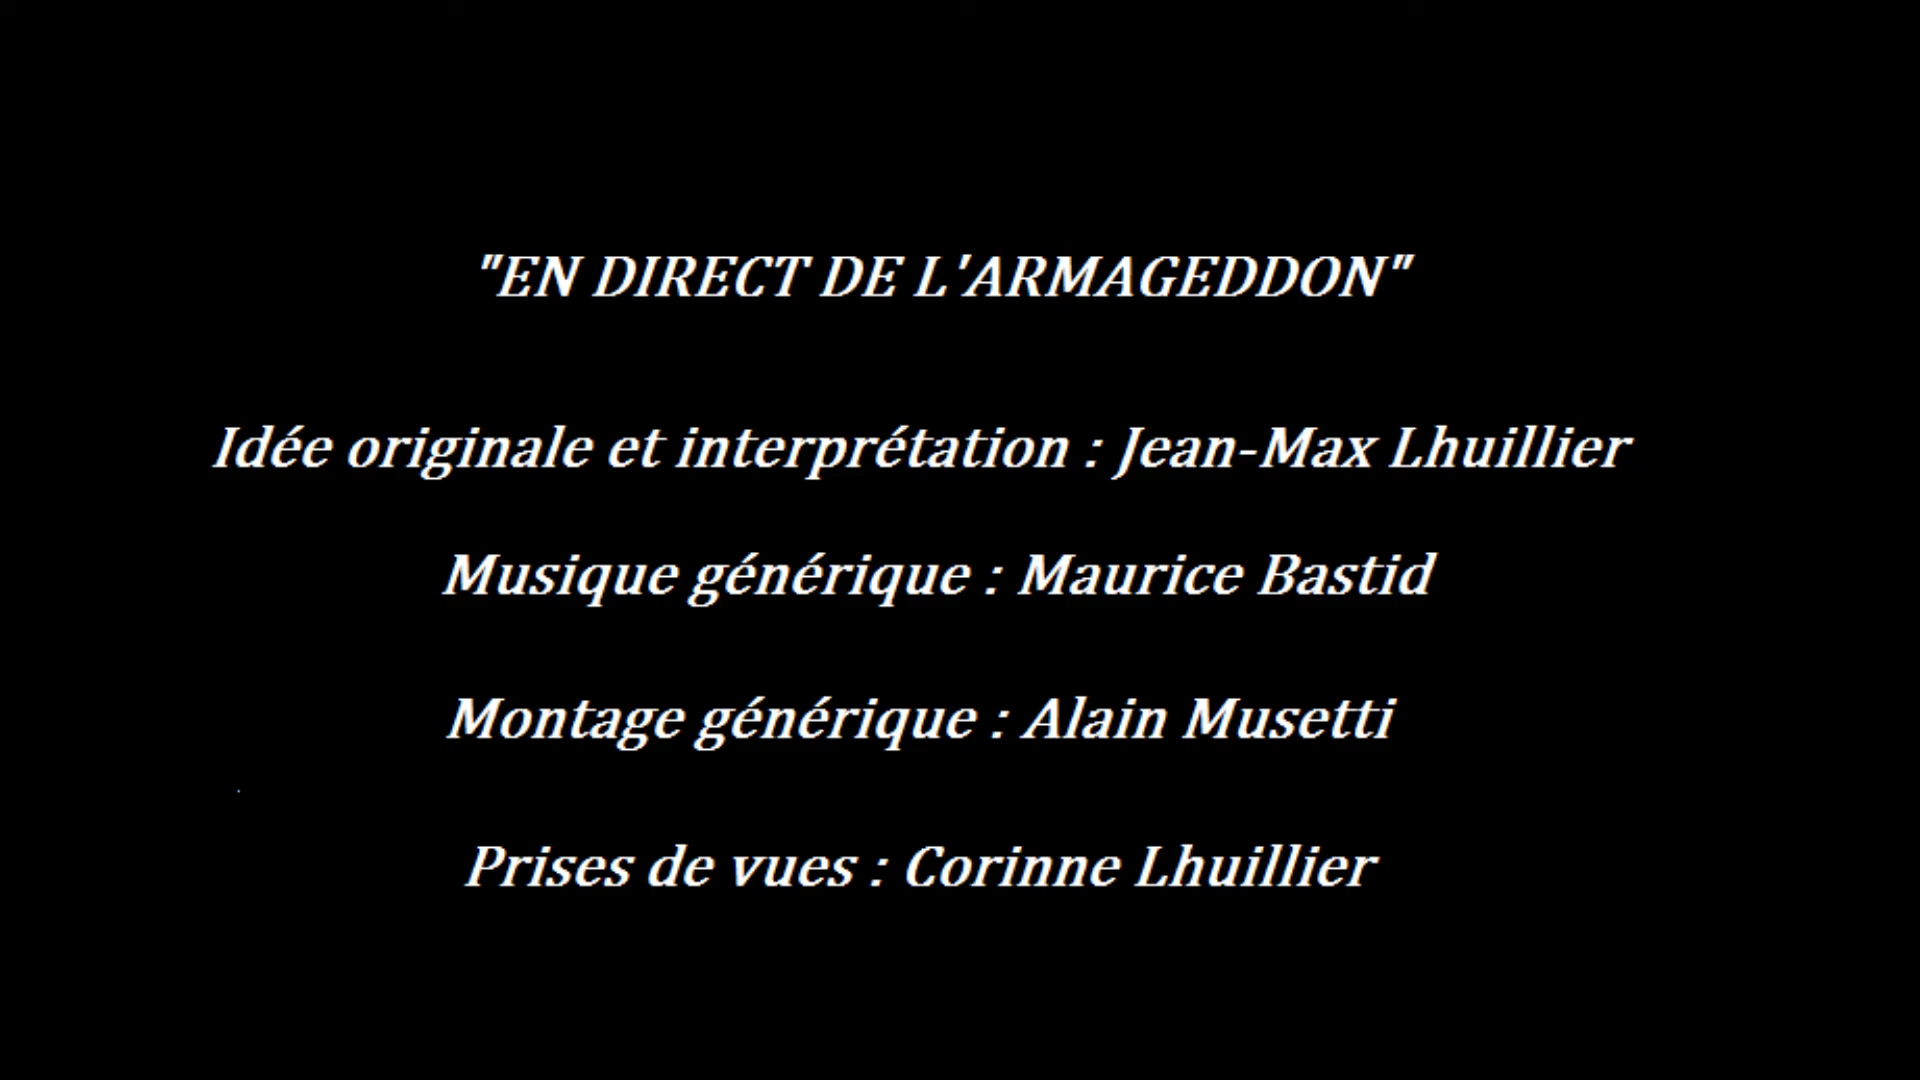 "EN DIRECT DE L'ARMAGEDDON"
Idée originale et interprétation : Jean-Max Lhuillier
Musique générique : Maurice Bastid
Montage générique : Alain Musetti
Prises de vues : Corinne Lhuillier